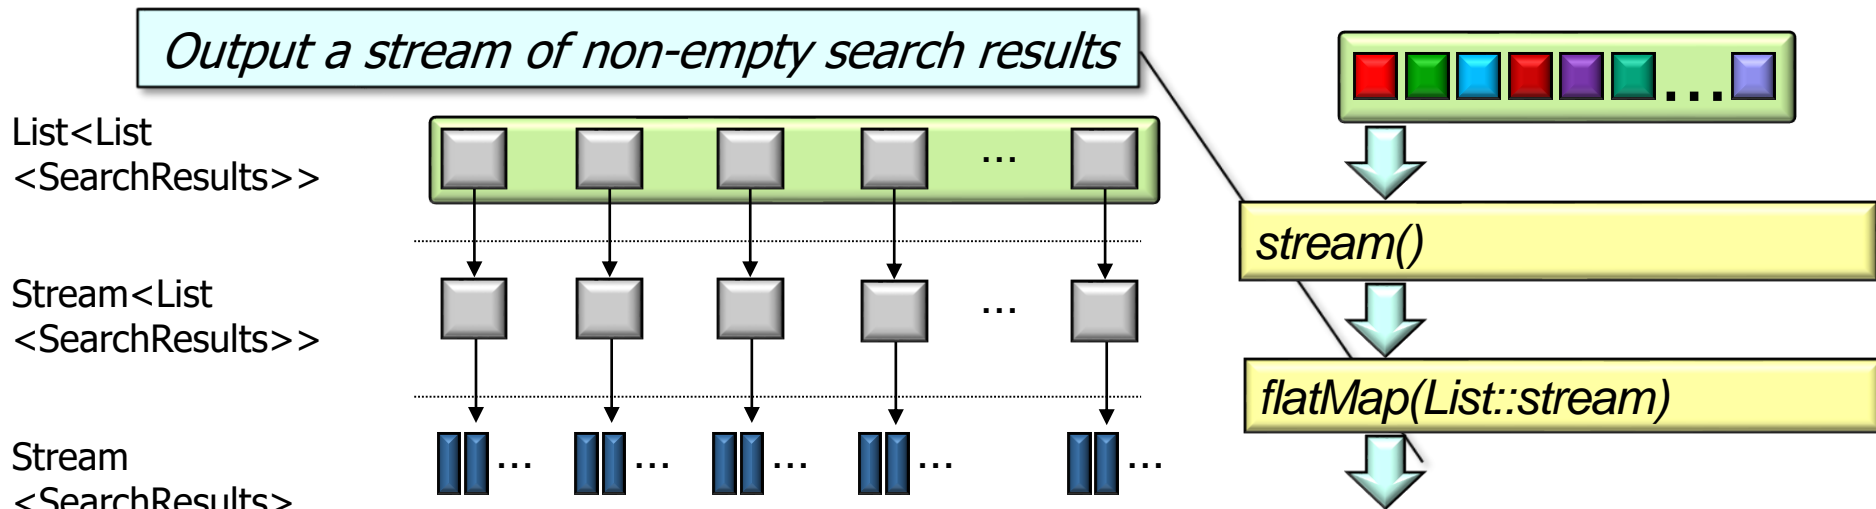 Output a stream of non-empty search results
List<List
<SearchResults>>
...
...
stream()
Stream<List
<SearchResults>>
...
flatMap(List::stream)
Stream
<SearchResults>
... ... ... ... ...